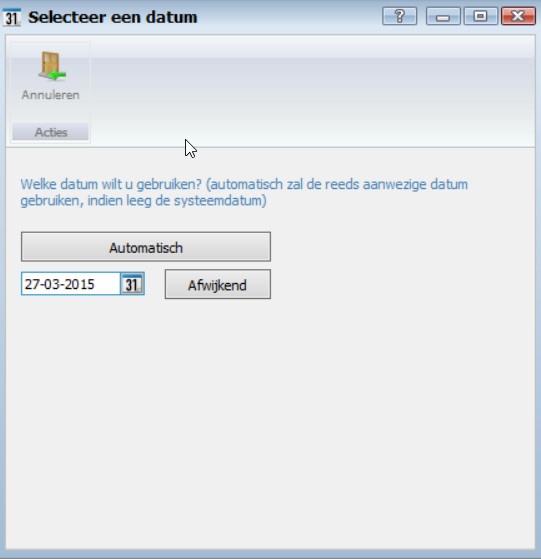 31 Selecteer een datum ?
Annuleren
Acties
Welke datum wilt u gebruiken? (automatisch zal de reeds aanwezige datum
gebruiken, indien leeg de systeemdatum)
Automatisch
27-03-2015 31 Afwijkend